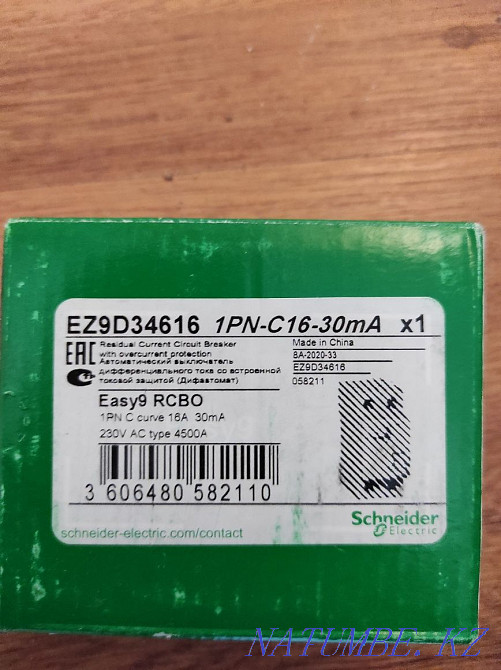 EZ9D34616 1PN-C16-30mA x1
EAC
Residual Current Circuit Breaker
with overcurrent protection
Автоматический выключатель
дифференциального тока со встроенной
токовой защитой (Дифавтомат)
Made in China
8A-2020-33
EZ9D34616
058211
Easy9 RCBO
1PN C curve 16A 30mA
230V AC type 4500A
3 606480 582110
Schneider
Electric
schneider-electric.com/contact
NATUMBE.KZ